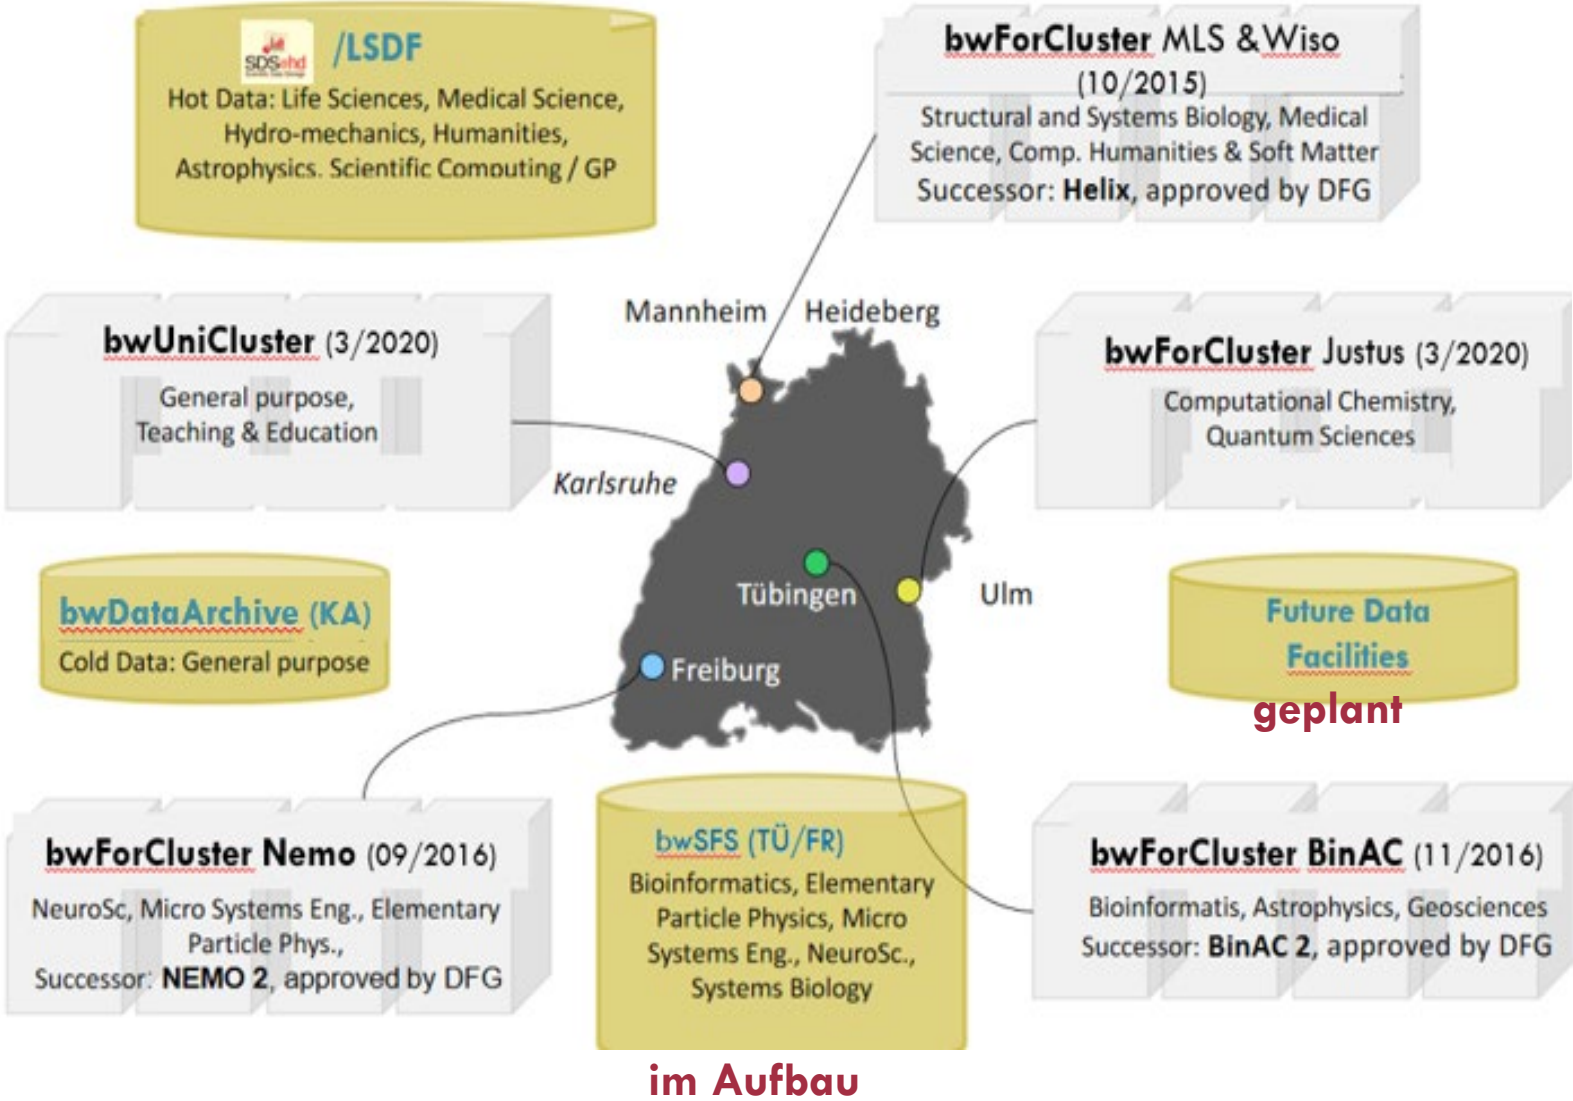 SDS@hd
/LSDF
Hot Data: Life Sciences, Medical Science,
Hydro-mechanics, Humanities,
Astrophysics. Scientific Computing / GP
bwForCluster MLS &Wiso
(10/2015)
Structural and Systems Biology, Medical
Science, Comp. Humanities & Soft Matter
Successor: Helix, approved by DFG
Mannheim
Heideberg
bwUniCluster (3/2020)
General purpose,
Teaching & Education
bwForCluster Justus (3/2020)
Computational Chemistry,
Quantum Sciences
Karlsruhe
Tübingen
Ulm
Freiburg
bwDataArchive (KA)
Cold Data: General purpose
Future Data
Facilities
geplant
bwForCluster Nemo (09/2016)
NeuroSc, Micro Systems Eng., Elementary
Particle Phys.,
Successor: NEMO 2, approved by DFG
bwSFS (TÜ/FR)
Bioinformatics, Elementary
Particle Physics, Micro
Systems Eng., NeuroSc.,
Systems Biology
im Aufbau
bwForCluster BinAC (11/2016)
Bioinformatis, Astrophysics, Geosciences
Successor: BinAC 2, approved by DFG